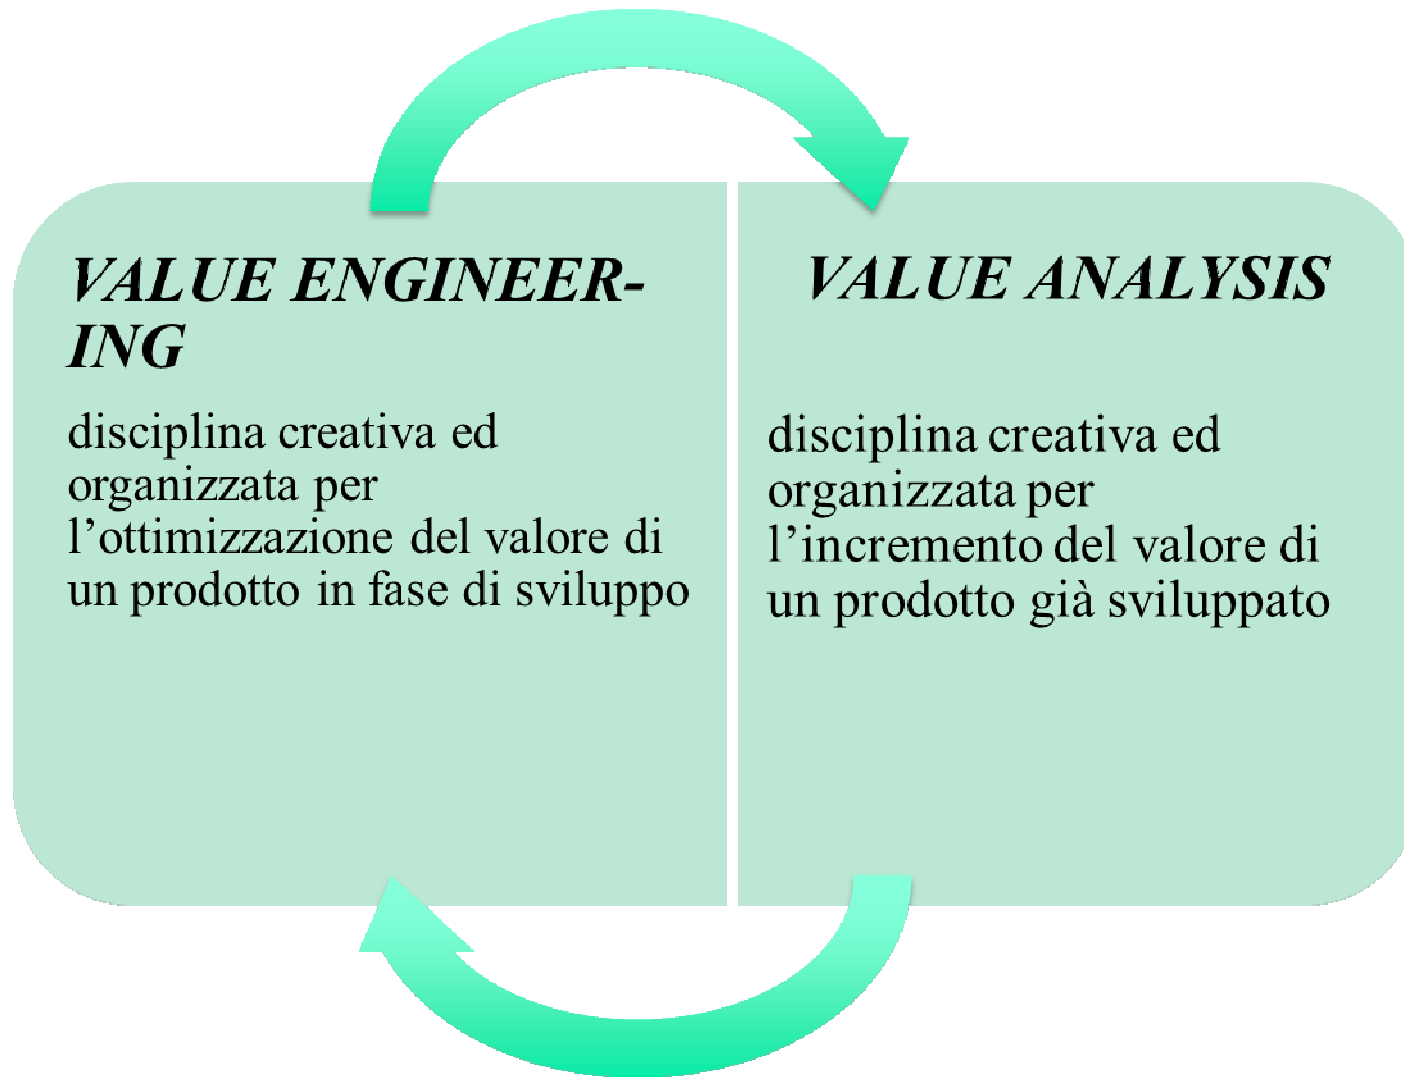 VALUE ENGINEER-
ING
disciplina creativa ed
organizzata per
l’ottimizzazione del valore di
un prodotto in fase di sviluppo
VALUE ANALYSIS
disciplina creativa ed
organizzata per
l’incremento del valore di
un prodotto già sviluppato